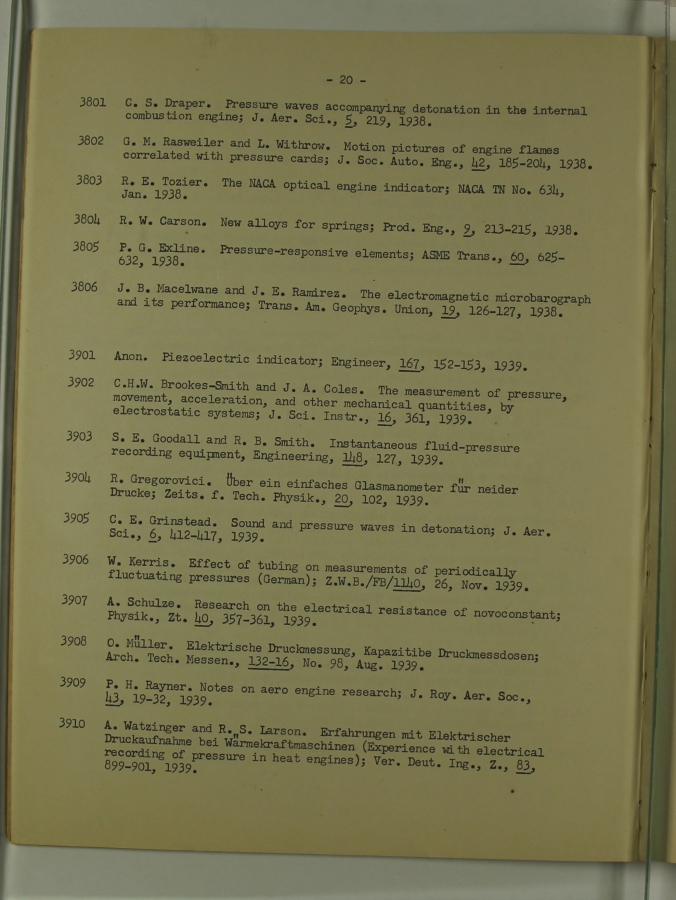 - 20 -
3801 C. S. Draper. Pressure waves accompanying detonation in the internal
combustion engine; J. Aer. Sci., 5, 219, 1938.
3802 G. M. Rasweiler and L. Withrow. Motion pictures of engine flames
correlated with pressure cards; J. Soc. Auto. Eng., 42, 185-204, 1938.
3803 R. E. Tozier. The NACA optical engine indicator; NACA TN No. 634,
Jan. 1938.
3804 R. W. Carson. New alloys for springs; Prod. Eng., 9, 213-215, 1938.
3805 P. G. Exline. Pressure-responsive elements; ASME Trans., 60, 625-
632, 1938.
3806 J. B. Macelwane and J. E. Ramirez. The electromagnetic microbarograph
and its performance; Trans. Am. Geophys. Union, 19, 126-127, 1938.
3901 Anon. Piezoelectric indicator; Engineer, 167, 152-153, 1939.
3902 C.H.W. Brookes-Smith and J. A. Coles. The measurement of pressure,
movement, acceleration, and other mechanical quantities, by
electrostatic systems; J. Sci. Instr., 16, 361, 1939.
3903 S. E. Goodall and R. B. Smith. Instantaneous fluid-pressure
recording equipment, Engineering, 148, 127, 1939.
3904 R. Gregorovici. Über ein einfaches Glasmanometer für neider
Drucke; Zeits. f. Tech. Physik., 20, 102, 1939.
3905 C. E. Grinstead. Sound and pressure waves in detonation; J. Aer.
Sci., 6, 412-417, 1939.
3906 W. Kerris. Effect of tubing on measurements of periodically
fluctuating pressures (German); Z.W.B./FB/1140, 26, Nov. 1939.
3907 A. Schulze. Research on the electrical resistance of novoconstant;
Physik., Zt. 40, 357-361, 1939.
3908 O. Müller. Elektrische Druckmessung, Kapazitibe Druckmessdosen;
Arch. Tech. Messen., 132-16, No. 98, Aug. 1939.
3909 P. H. Rayner. Notes on aero engine research; J. Roy. Aer. Soc.,
43, 19-32, 1939.
3910 A. Watzinger and R. S. Larson. Erfahrungen mit Elektrischer
Druckaufnahme bei Wärmekraftmaschinen (Experience with electrical
recording of pressure in heat engines); Ver. Deut. Ing., Z., 83,
899-901, 1939.